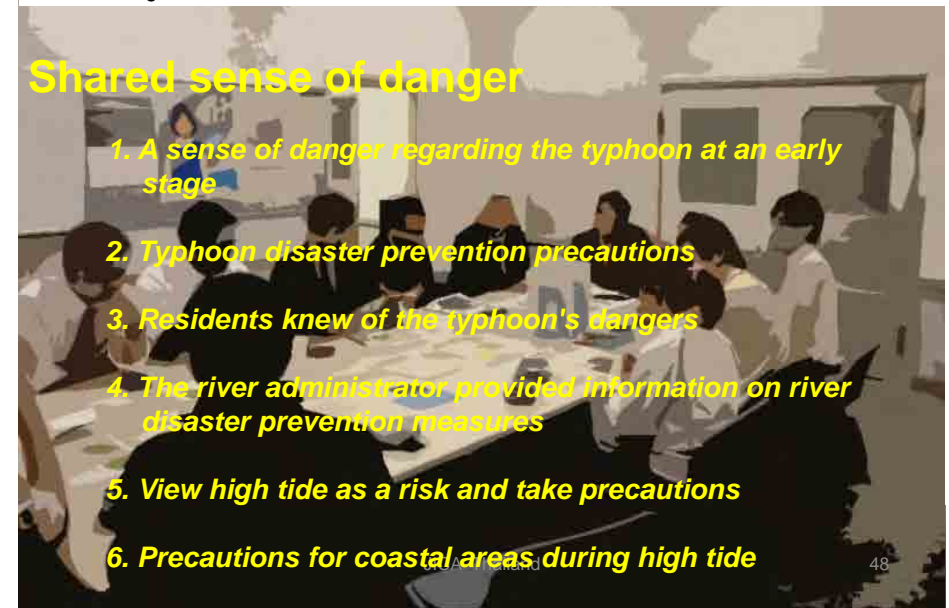 Shared sense of danger
1. A sense of danger regarding the typhoon at an early
stage
2. Typhoon disaster prevention precautions
3. Residents knew of the typhoon's dangers
4. The river administrator provided information on river
disaster prevention measures
5. View high tide as a risk and take precautions
6. Precautions for coastal areas during high tide
48